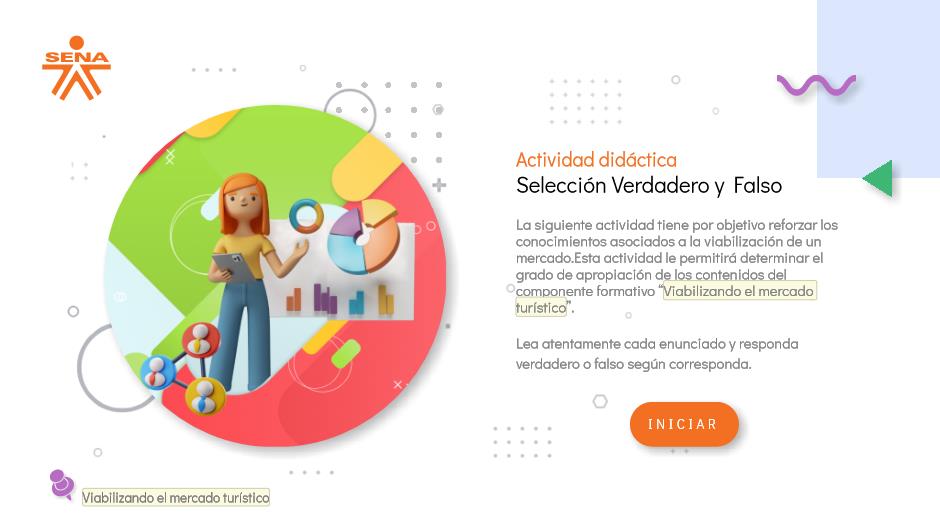 SENA
Actividad didáctica
Selección Verdadero y Falso
La siguiente actividad tiene por objetivo reforzar los
conocimientos asociados a la viabilización de un
mercado.Esta actividad le permitirá determinar el
grado de apropiación de los contenidos del
componente formativo “Viabilizando el mercado
turístico”.
Lea atentamente cada enunciado y responda
verdadero o falso según corresponda.
INICIAR
Viabilizando el mercado turístico